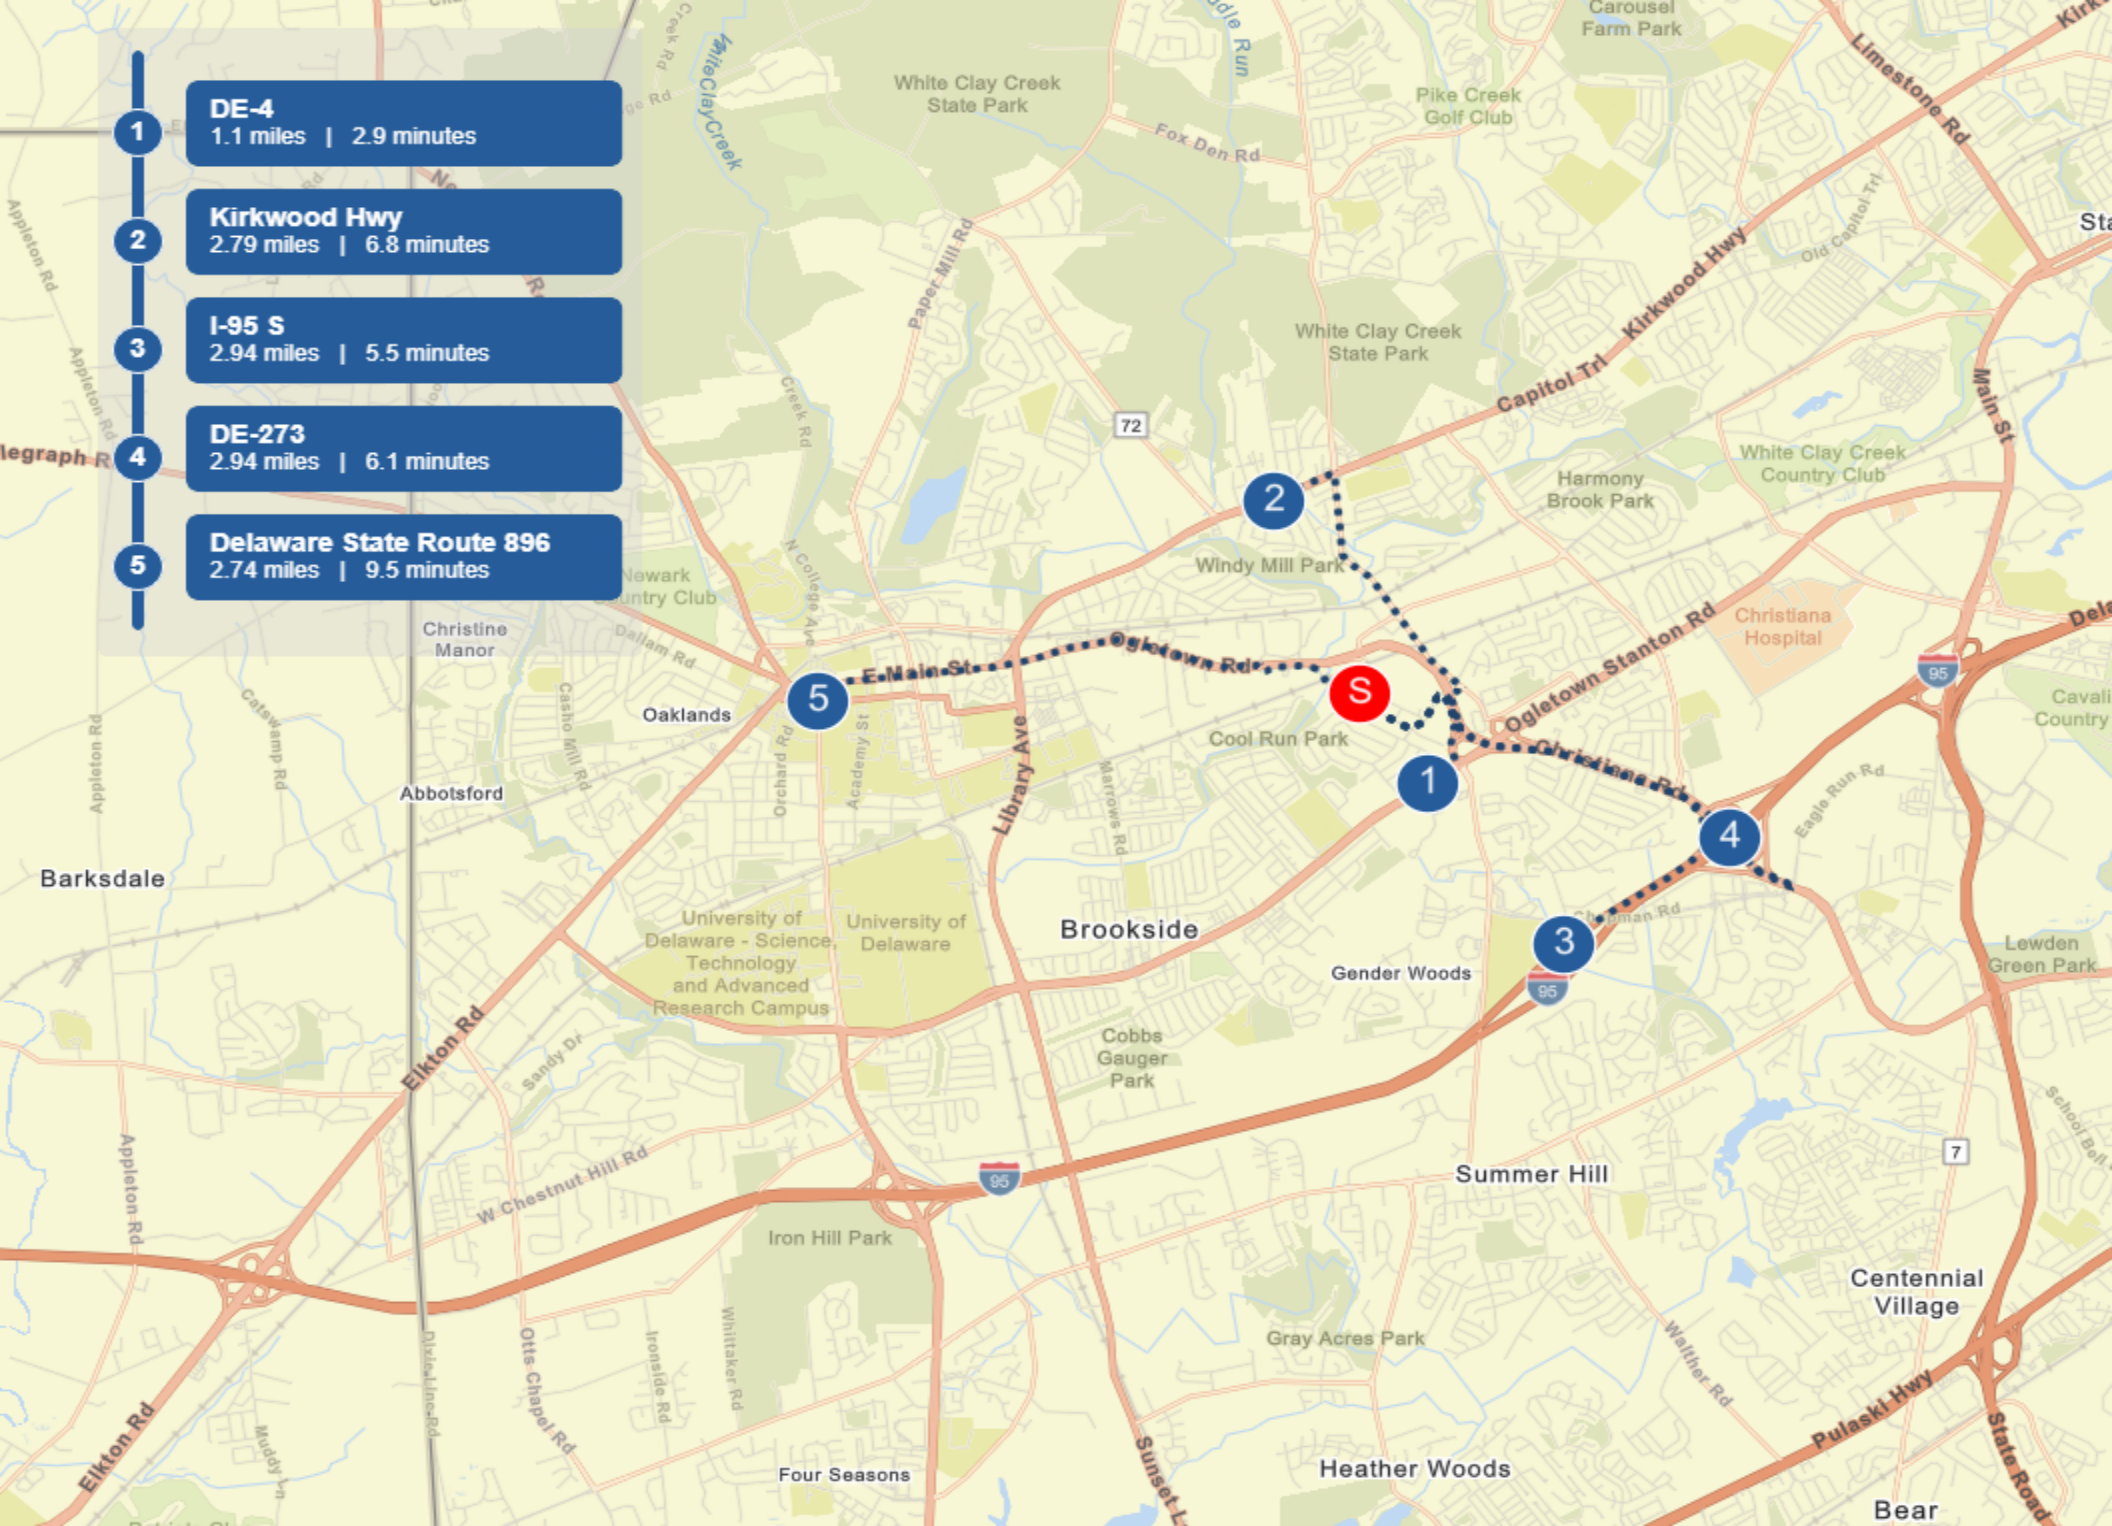 DE-4
1.1 miles | 2.9 minutes
Kirkwood Hwy
2.79 miles | 6.8 minutes
I-95 S
2.94 miles | 5.5 minutes
DE-273
2.94 miles | 6.1 minutes
Delaware State Route 896
2.74 miles | 9.5 minutes
1
2
3
4
5
Carousel
Farm Park
White Clay Creek
State Park
WhiteClayCreek
Creek Rd
Pike Creek
Golf Club
Limestone Rd
Fox Den Rd
Appleton Rd
Paper Mill Rd
Old Capitol Trl
Kirkwood Hwy
White Clay Creek
State Park
Capitol Trl
Main St
Appleton Rd
Creek Rd
72
White Clay Creek
Country Club
Harmony
Brook Park
2
Windy Mill Park
N College Ave
Newark
Christine
Manor
Dallam Rd
Christiana
Hospital
Ogletown Stanton Rd
Ogletown Rd
E Main St
95
S
5
Oaklands
Casho Mill Rd
Catswamp Rd
Appleton Rd
Orchard Rd
Academy St
Library Ave
Cool Run Park
Christiana Rd
1
Marrows Rd
Eagle Run Rd
4
Abbotsford
Barksdale
University of
Delaware - Science,
Technology
and Advanced
Research Campus
University of
Delaware
Brookside
Chapman Rd
3
95
Gender Woods
Lewden
Green Park
Elkton Rd
Sandy Dr
Cobbs
Gauger
Park
Appleton Rd
W Chestnut Hill Rd
95
Summer Hill
7
Iron Hill Park
Centennial
Village
Otts Chapel Rd
Ironside Rd
Whittaker Rd
Gray Acres Park
Walther Rd
Pulaski Hwy
State Road
Elkton Rd
Muddy Ln
Four Seasons
Heather Woods
Bear